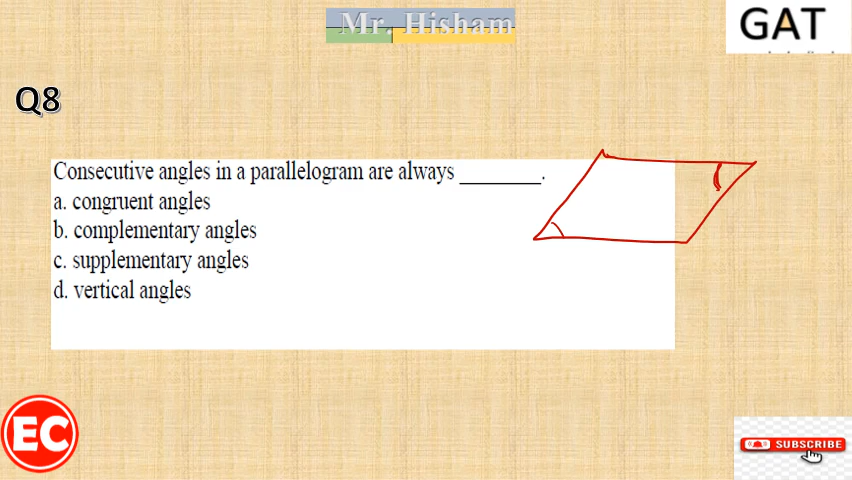 Mr. Hisham
GAT
Q8
Consecutive angles in a parallelogram are always ________.
a. congruent angles
b. complementary angles
c. supplementary angles
d. vertical angles
EC
SUBSCRIBE